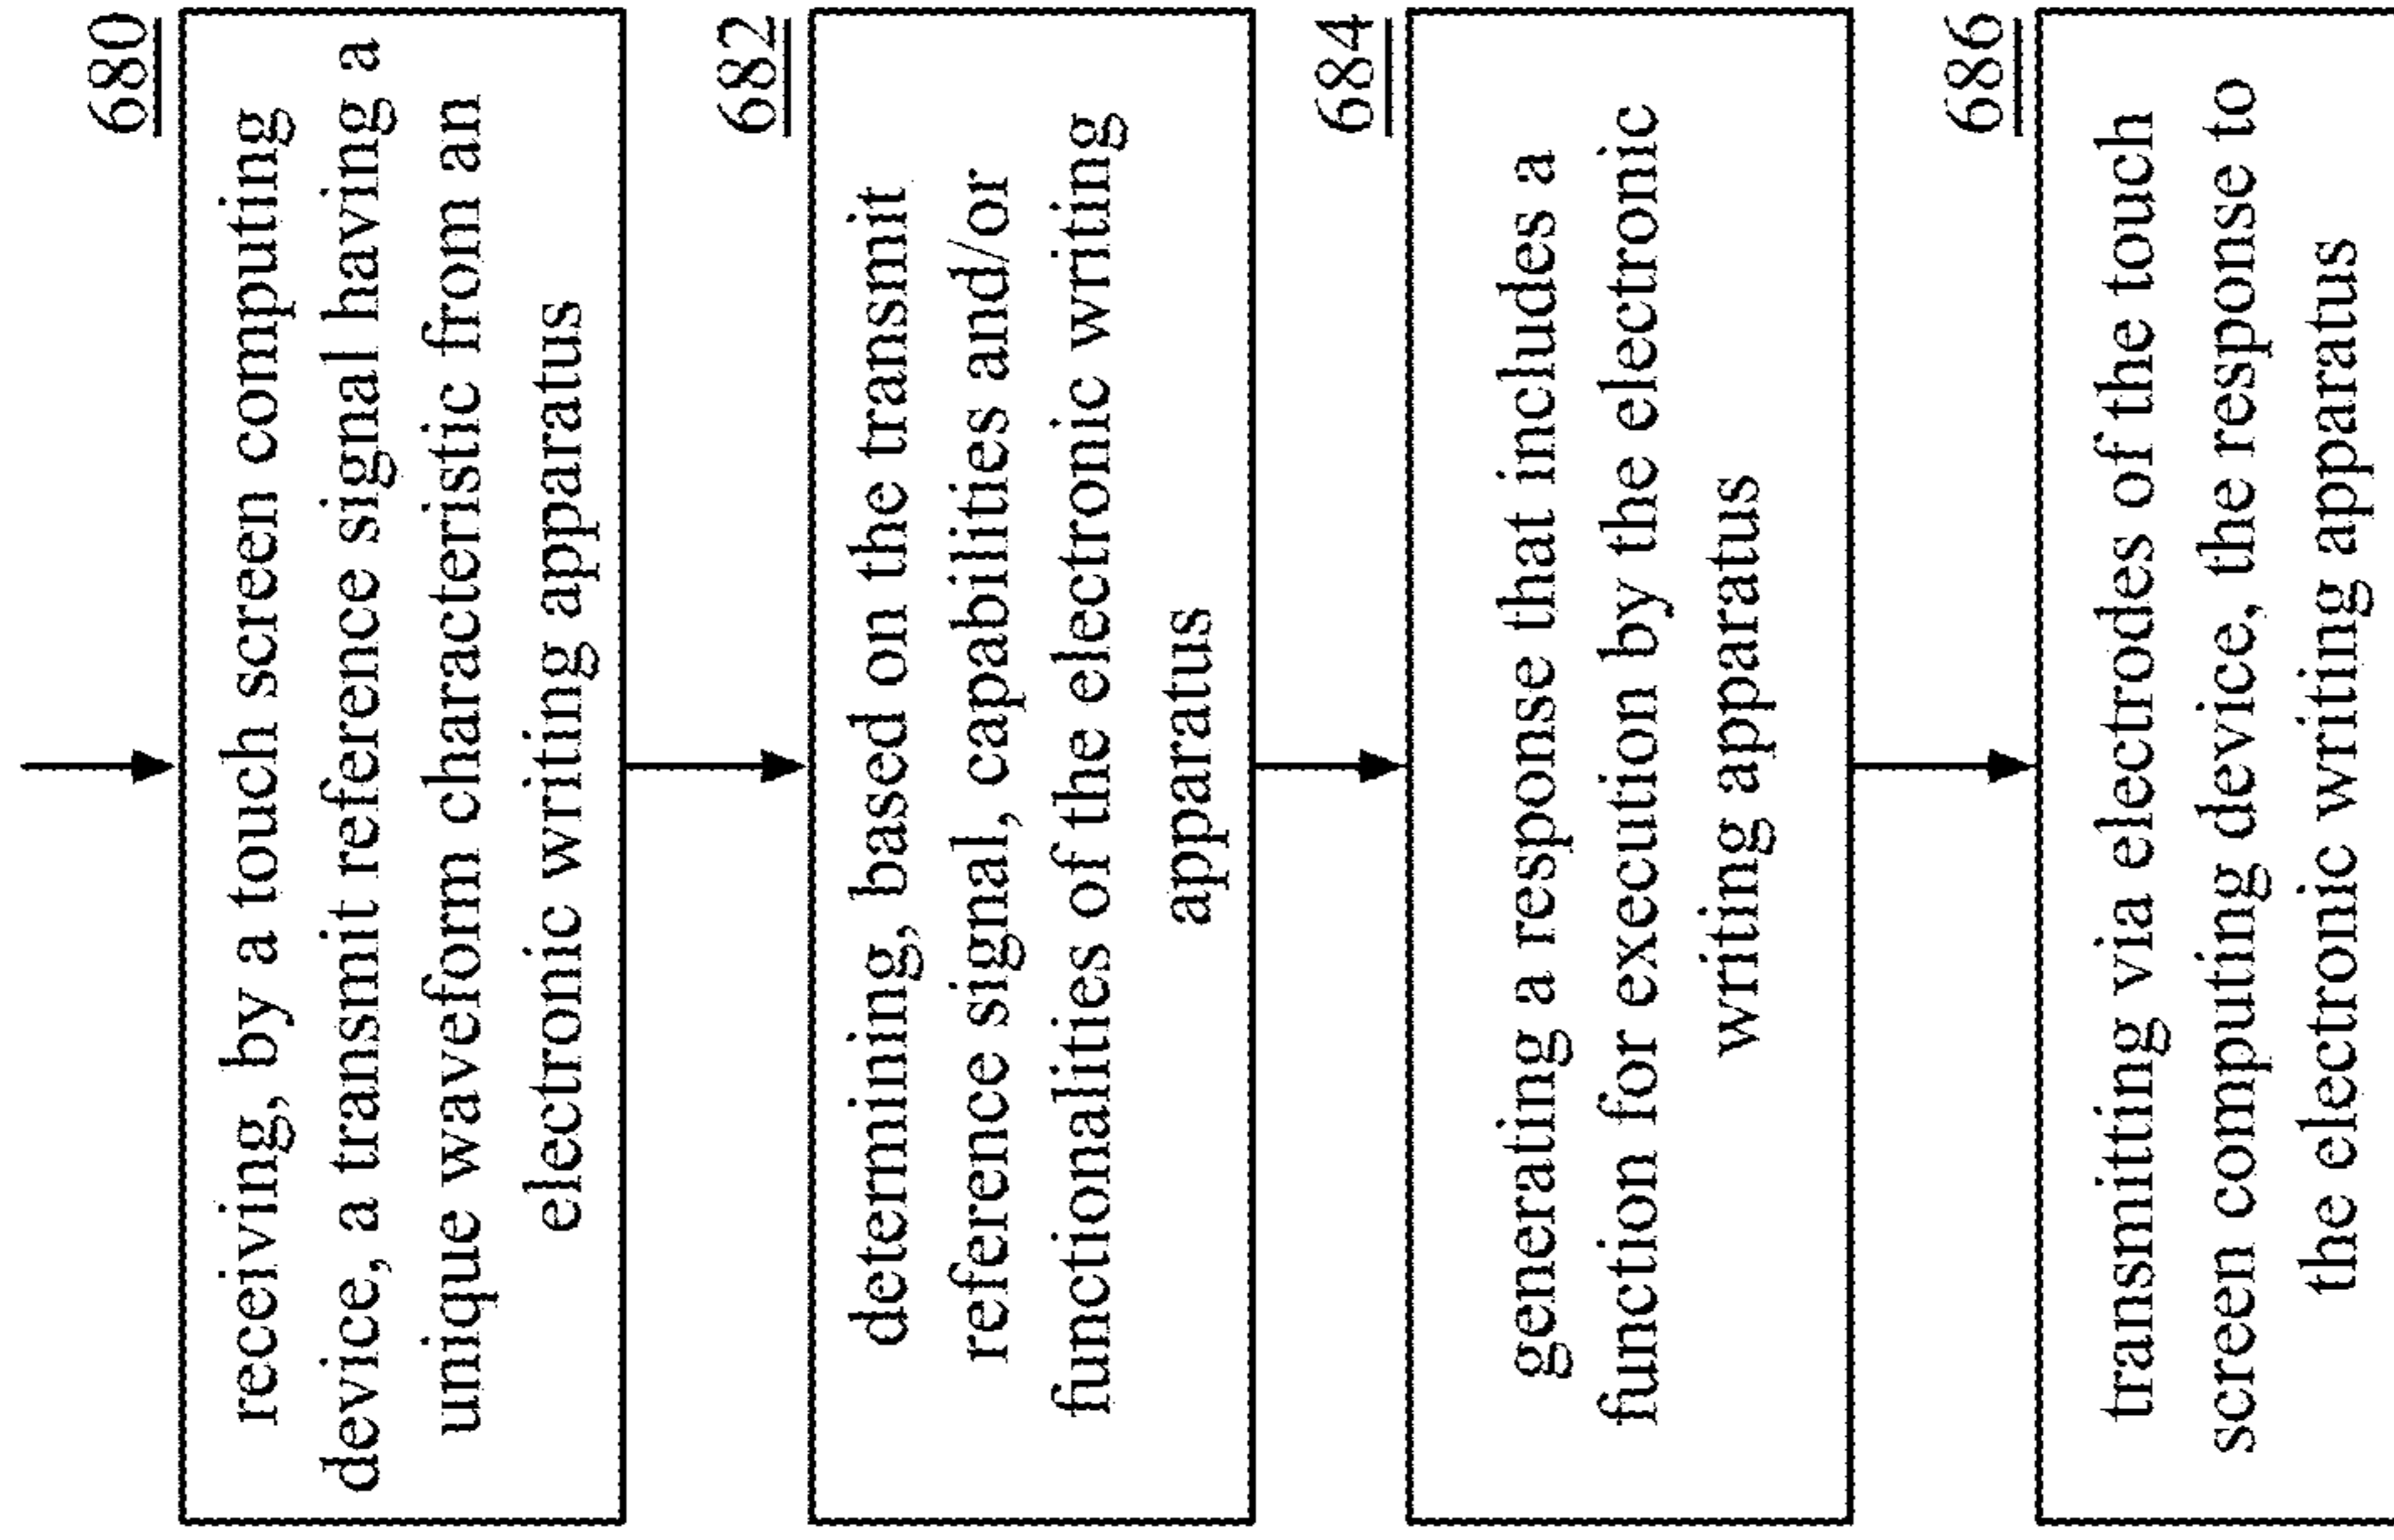 680
receiving, by a touch screen computing
device, a transmit reference signal having a
unique waveform characteristic from an
electronic writing apparatus
682
determining, based on the transmit
reference signal, capabilities and/or
functionalities of the electronic writing
apparatus
684
generating a response that includes a
function for execution by the electronic
writing apparatus
686
transmitting via electrodes of the touch
screen computing device, the response to
the electronic writing apparatus